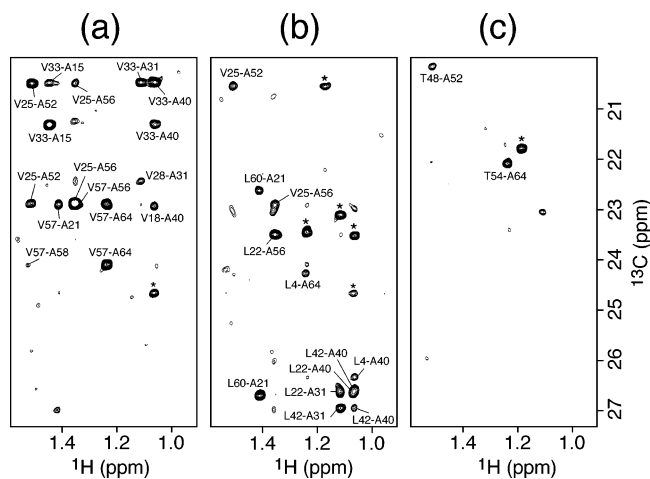 (a) (b) (c)
V33-A15 V33-A31
V25-A52 V25-A56 V33-A40
V33-A15 V33-A40
V25-A56
V25-A52 V57-A56 V28-A31
V57-A21 V57-A64 V18-A40
V57-A58 V57-A64
*
1.4 1.2 1.0
1H (ppm)
V25-A52 *
L60-A21
V25-A56 *
* *
L22-A56
L4-A64
*
L42-A40 L4-A40
L22-A40
L60-A21 L22-A31
L42-A31 L42-A40
1.4 1.2 1.0
1H (ppm)
T48-A52
*
T54-A64
1.4 1.2 1.0
1H (ppm)
21
22
23
24
25
26
27
13C (ppm)